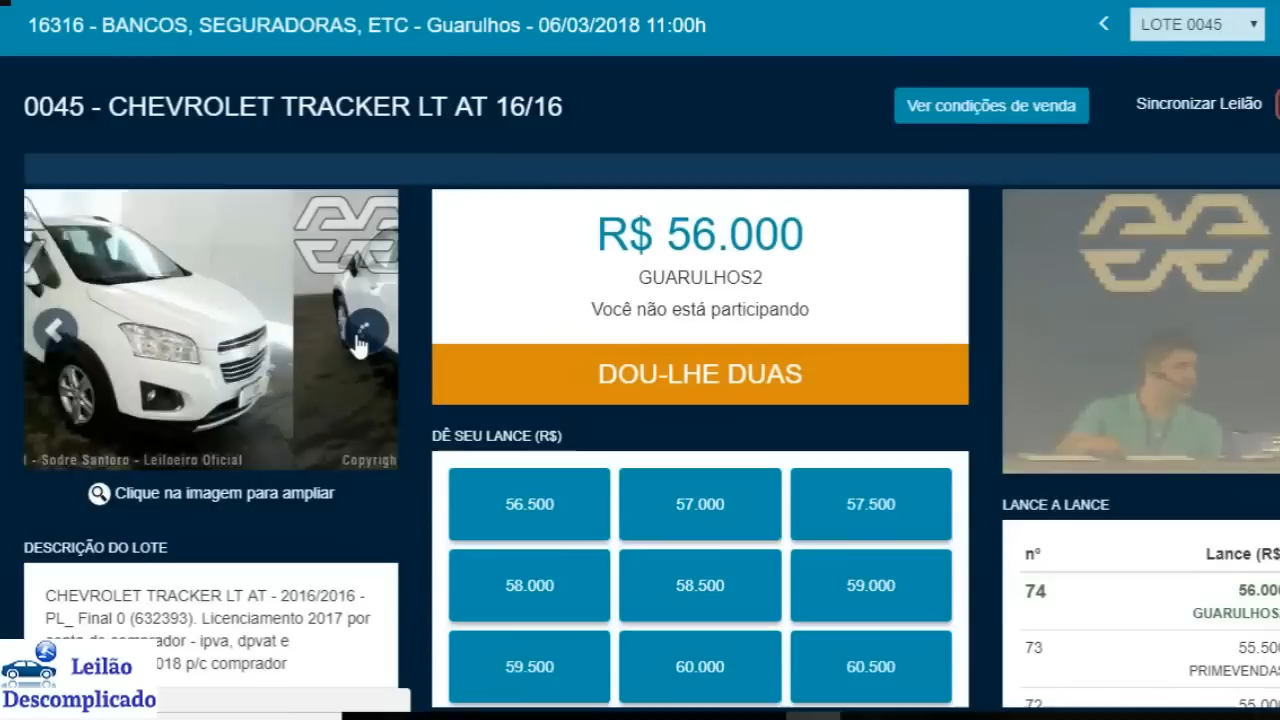 16316 - BANCOS, SEGURADORAS, ETC - Guarulhos - 06/03/2018 11:00h
LOTE 0045
0045 - CHEVROLET TRACKER LT AT 16/16
Ver condições de venda
Sincronizar Leilão
- Sodre Santoro - Leiloeiro Oficial
Clique na imagem para ampliar
DESCRIÇÃO DO LOTE
CHEVROLET TRACKER LT AT - 2016/2016 -
PL_ Final 0 (632393). Licenciamento 2017 por
ipva, dpvat e
p/c comprador
Leilão
Descomplicado
R$ 56.000
GUARULHOS2
Você não está participando
DOU-LHE DUAS
DÊ SEU LANCE (R$)
56.500 57.000 57.500
58.000 58.500 59.000
59.500 60.000 60.500
LANCE A LANCE
nº Lance (R$
74 56.00
GUARULHOS
73 55.50
PRIMEVENDAS
72 55.00